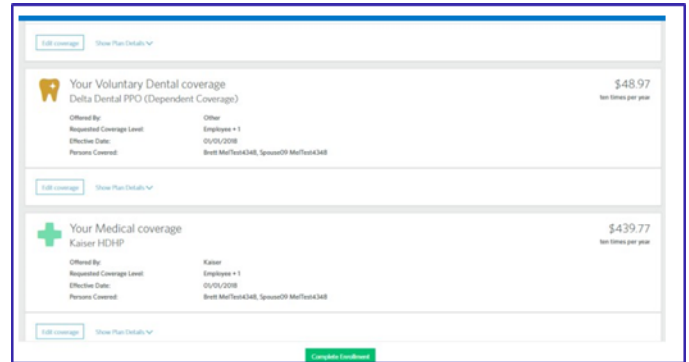 Edit coverage Show Plan Details
Your Voluntary Dental coverage $48.97
Delta Dental PPO (Dependent Coverage) ten times per year
Offered By: Other
Requested Coverage Level: Employee + 1
Effective Date: 01/01/2018
Persons Covered: Brett MelTest4348, Spouse09 MelTest4348
Edit coverage Show Plan Details
Your Medical coverage $439.77
Kaiser HDHP ten times per year
Offered By: Kaiser
Requested Coverage Level: Employee + 1
Effective Date: 01/01/2018
Persons Covered: Brett MelTest4348, Spouse09 MelTest4348
Edit coverage Show Plan Details
Complete Enrollment